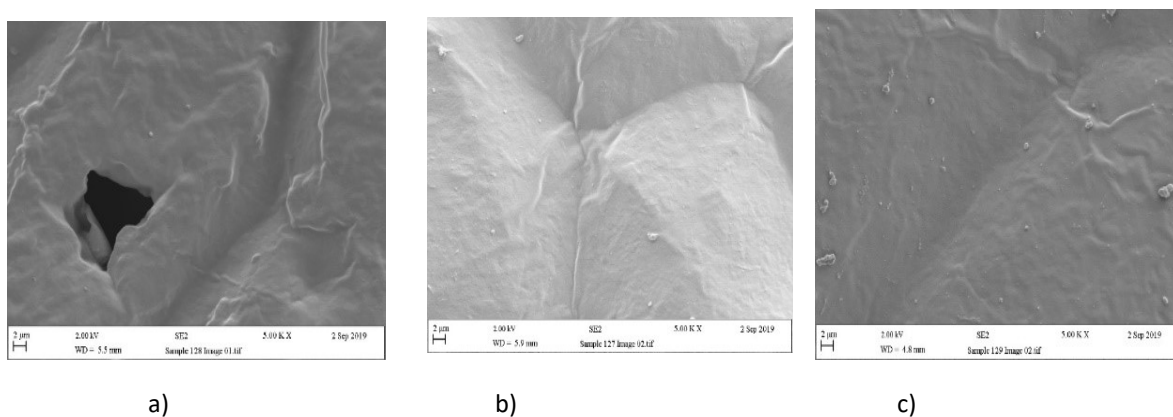 2 µm 2.00 kV SE2 5.00 K X 2 Sep 2019
WD = 5.5 mm Sample 128 Image 01.tif
2 µm 2.00 kV SE2 5.00 K X 2 Sep 2019
WD = 5.9 mm Sample 127 Image 02.tif
2 µm 2.00 kV SE2 5.00 K X 2 Sep 2019
WD = 4.8 mm Sample 129 Image 02.tif
a) b) c)